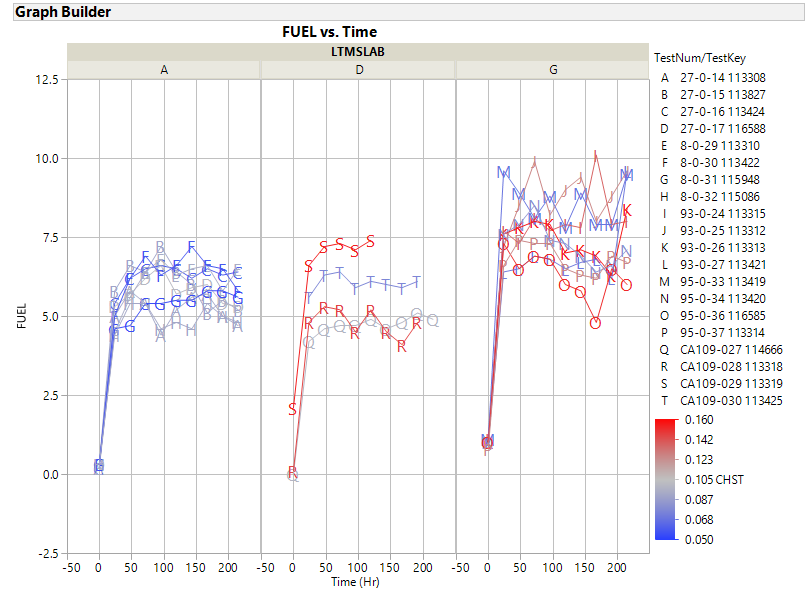 Graph Builder
FUEL vs. Time
LTMSLAB
A D G
12.5
10.0
7.5
5.0
2.5
0.0
-2.5
FUEL
-50 0 50 100 150 200 -50 0 50 100 150 200 -50 0 50 100 150 200
Time (Hr)
TestNum/TestKey
A 27-0-14 113308
B 27-0-15 113827
C 27-0-16 113424
D 27-0-17 116588
E 8-0-29 113310
F 8-0-30 113422
G 8-0-31 115948
H 8-0-32 115086
I 93-0-24 113315
J 93-0-25 113312
K 93-0-26 113313
L 93-0-27 113421
M 95-0-33 113419
N 95-0-34 113420
O 95-0-36 116585
P 95-0-37 113314
Q CA109-027 114666
R CA109-028 113318
S CA109-029 113319
T CA109-030 113425
0.160
0.142
0.123
0.105 CHST
0.087
0.068
0.050